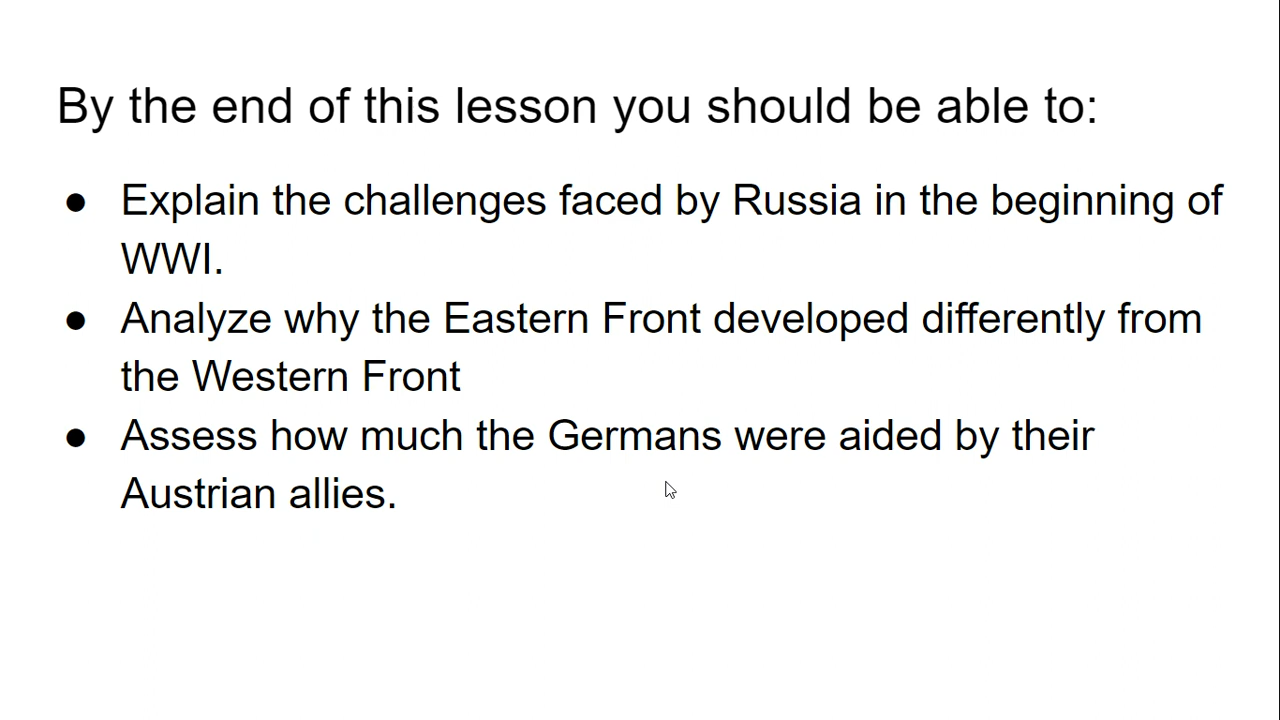 By the end of this lesson you should be able to:
● Explain the challenges faced by Russia in the beginning of
WWI.
● Analyze why the Eastern Front developed differently from
the Western Front
● Assess how much the Germans were aided by their
Austrian allies.